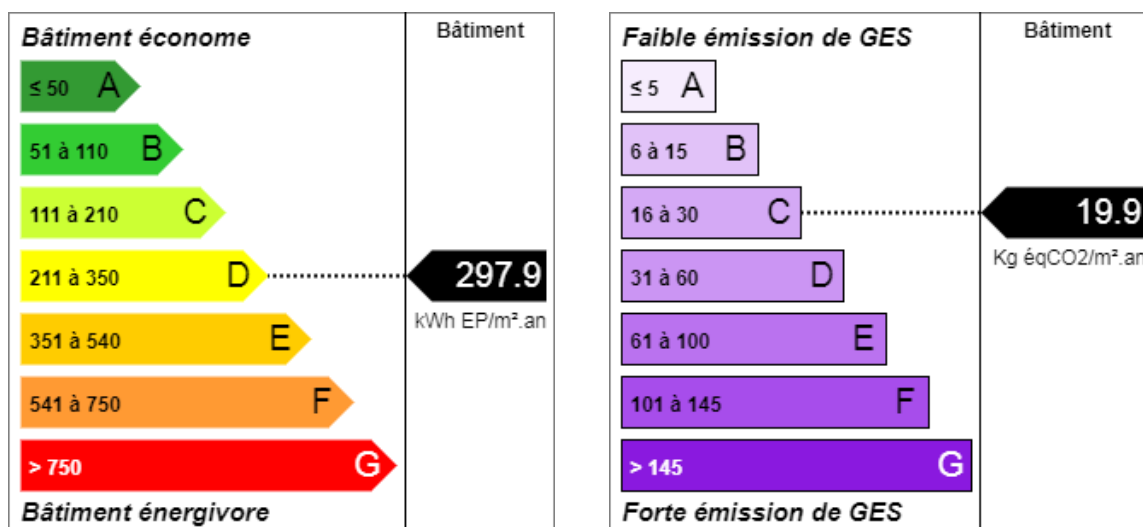 Bâtiment économe
Bâtiment
≤ 50 A
51 à 110 B
111 à 210 C
211 à 350 D
297.9
kWh EP/m².an
351 à 540 E
541 à 750 F
> 750 G
Bâtiment énergivore
Faible émission de GES
Bâtiment
≤ 5 A
6 à 15 B
16 à 30 C
19.9
Kg éqCO2/m².an
31 à 60 D
61 à 100 E
101 à 145 F
> 145 G
Forte émission de GES